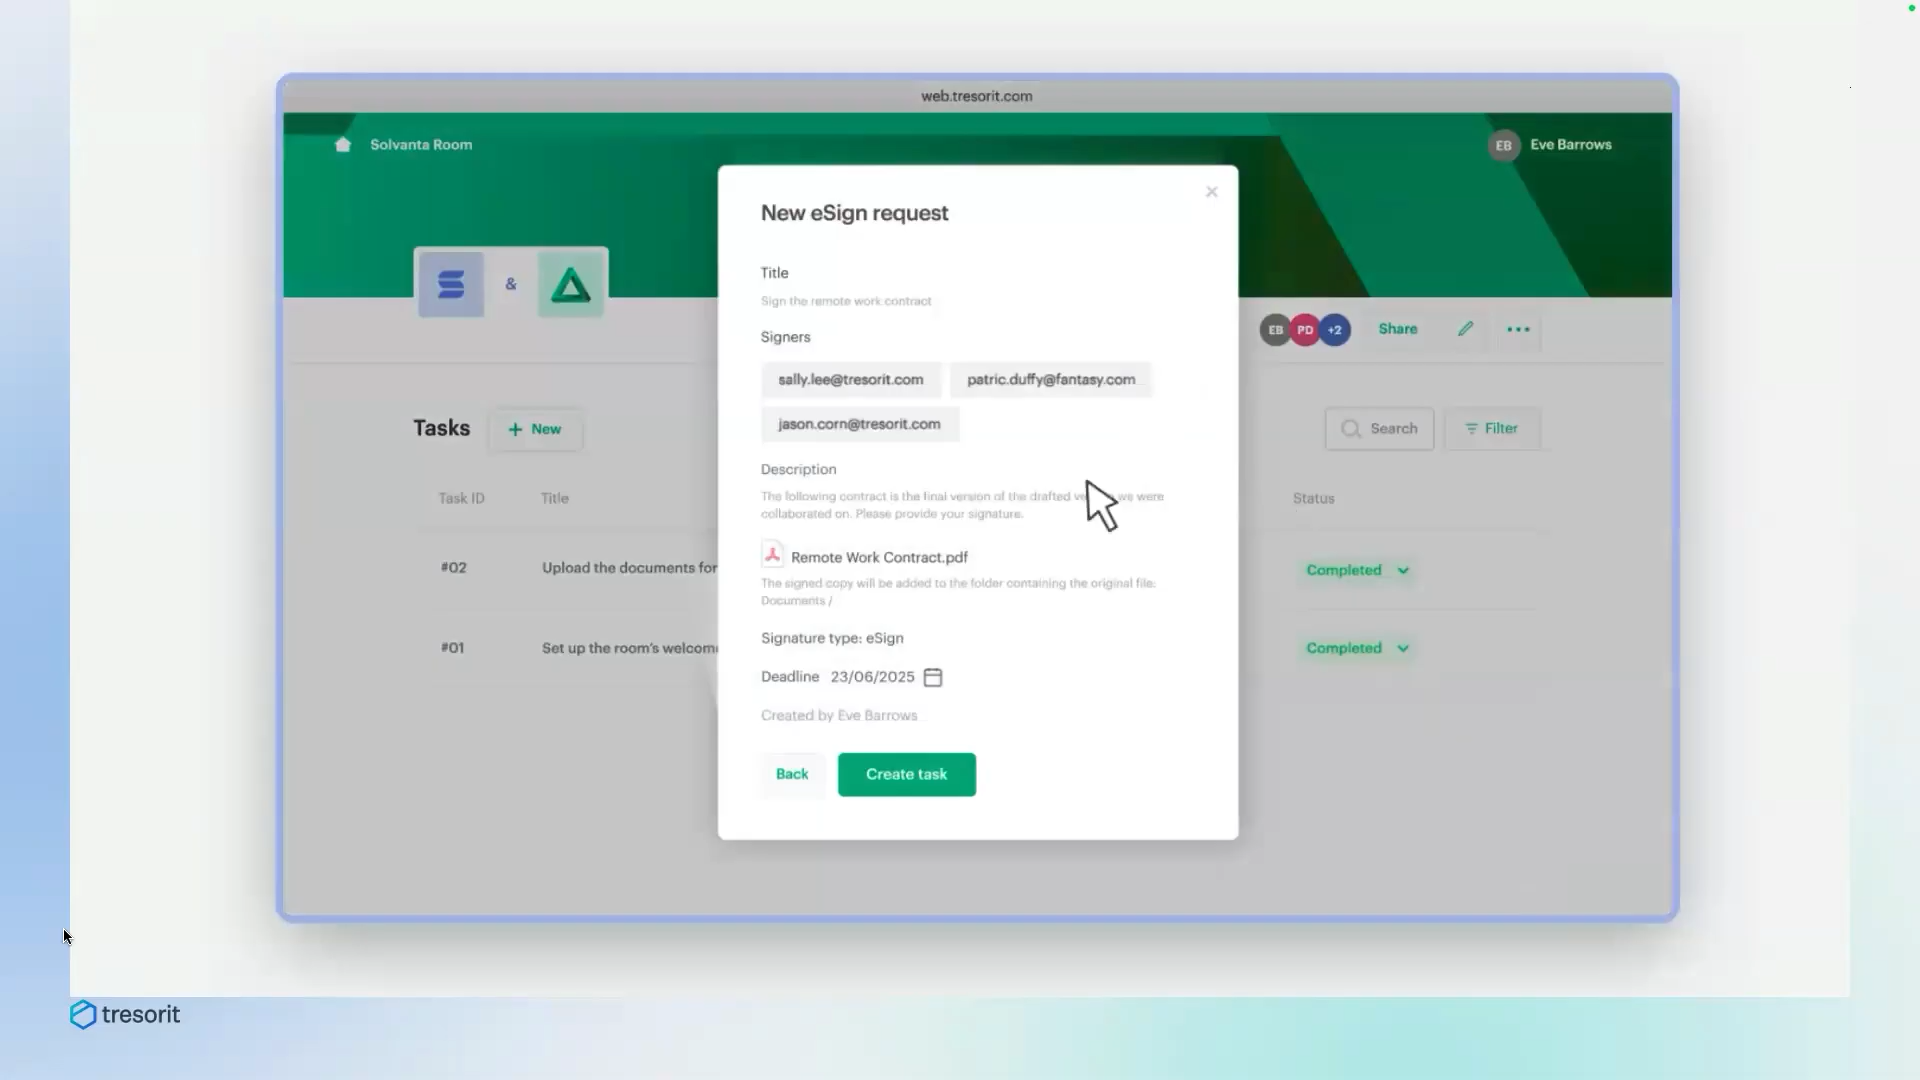 web.tresorit.com
Solvanta Room
EB Eve Barrows
&
EB PD +2 Share
Tasks + New
Search Filter
Task ID Title Status
#02 Upload the documents for Completed
#01 Set up the room's welcom Completed
New eSign request
Title
Sign the remote work contract
Signers
sally.lee@tresorit.com patric.duffy@fantasy.com
jason.corn@tresorit.com
Description
The following contract is the final version of the drafted we were
collaborated on. Please provide your signature.
Remote Work Contract.pdf
The signed copy will be added to the folder containing the original file:
Documents /
Signature type: eSign
Deadline 23/06/2025
Created by Eve Barrows
Back Create task
tresorit